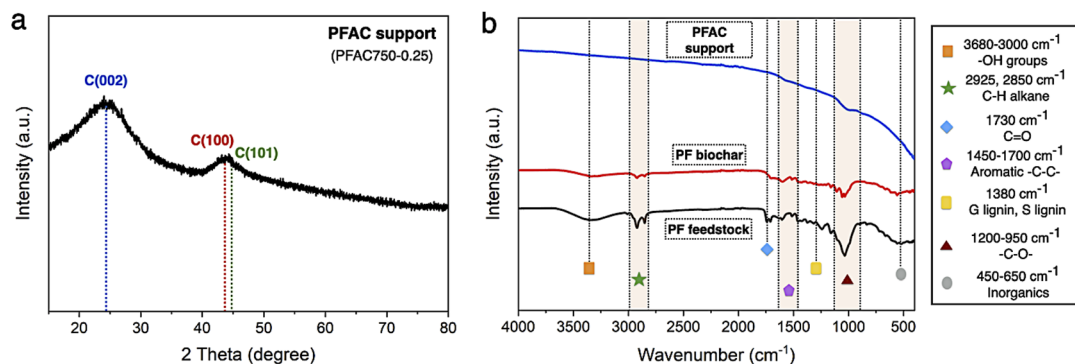 a
PFAC support
(PFAC750-0.25)
C(002)
C(100)
C(101)
Intensity (a.u.)
20
30
40
50
60
70
80
2 Theta (degree)
b
PFAC
support
PF biochar
PF feedstock
Intensity (a.u.)
4000
3500
3000
2500
2000
1500
1000
500
Wavenumber (cm⁻¹)
3680-3000 cm⁻¹
-OH groups
2925, 2850 cm⁻¹
C-H alkane
1730 cm⁻¹
C=O
1450-1700 cm⁻¹
Aromatic -C-C-
1380 cm⁻¹
G lignin, S lignin
1200-950 cm⁻¹
-C-O-
450-650 cm⁻¹
Inorganics